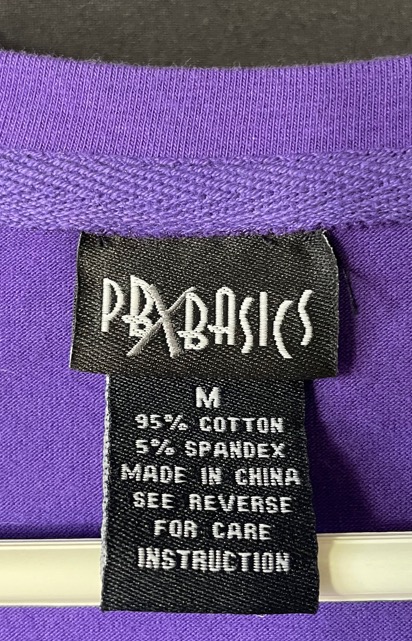 PBXBASICS
M
95% COTTON
5% SPANDEX
MADE IN CHINA
SEE REVERSE
FOR CARE
INSTRUCTION